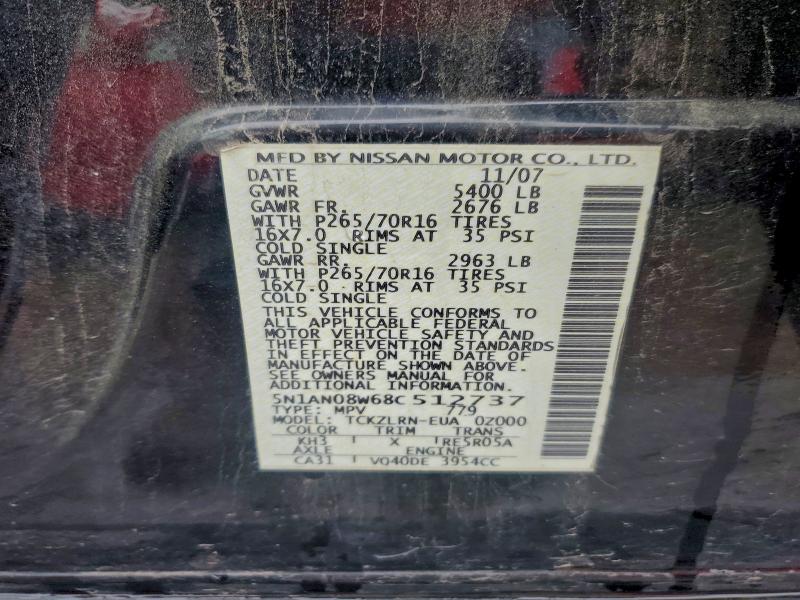 MFD BY NISSAN MOTOR CO., LTD.
DATE 11/07
GVWR 5400 LB
GAWR FR. 2676 LB
WITH P265/70R16 TIRES
16X7.0 RIMS AT 35 PSI
COLD SINGLE
GAWR RR. 2963 LB
WITH P265/70R16 TIRES
16X7.0 RIMS AT 35 PSI
COLD SINGLE
THIS VEHICLE CONFORMS TO
ALL APPLICABLE FEDERAL
MOTOR VEHICLE SAFETY AND
THEFT PREVENTION STANDARDS
IN EFFECT ON THE DATE OF
MANUFACTURE SHOWN ABOVE.
SEE OWNERS MANUAL FOR
ADDITIONAL INFORMATION.
5N1AN08W68C512737
TYPE: MPV 779
MODEL: TCKZLRN-EUA 0Z000
COLOR TRIM TRANS
KH3 X RE5R05A
AXLE ENGINE
CA31 VQ40DE 3954CC